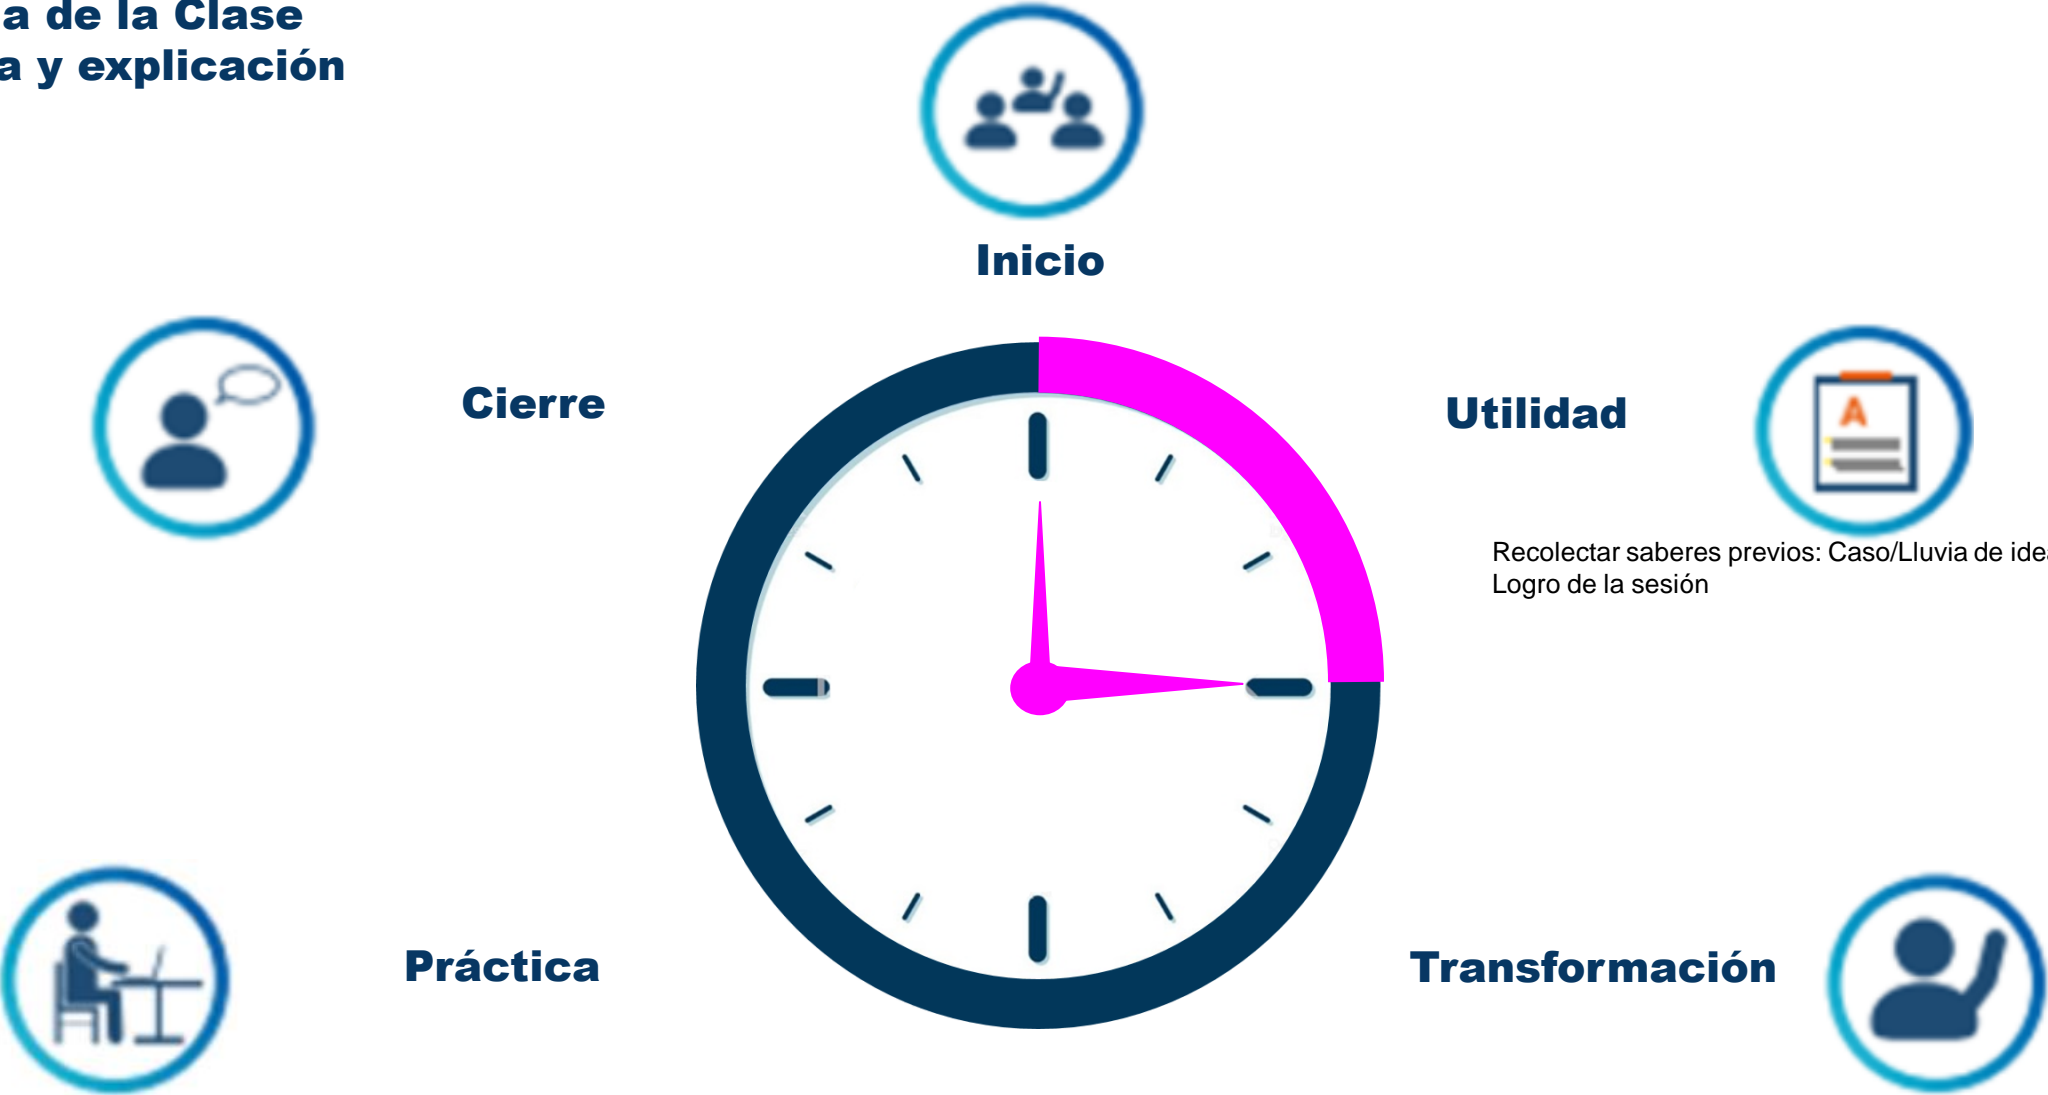 a de la Clase
a y explicación
Inicio
Cierre
Utilidad
A
Recolectar saberes previos: Caso/Lluvia de idea
Logro de la sesión
Práctica
Transformación